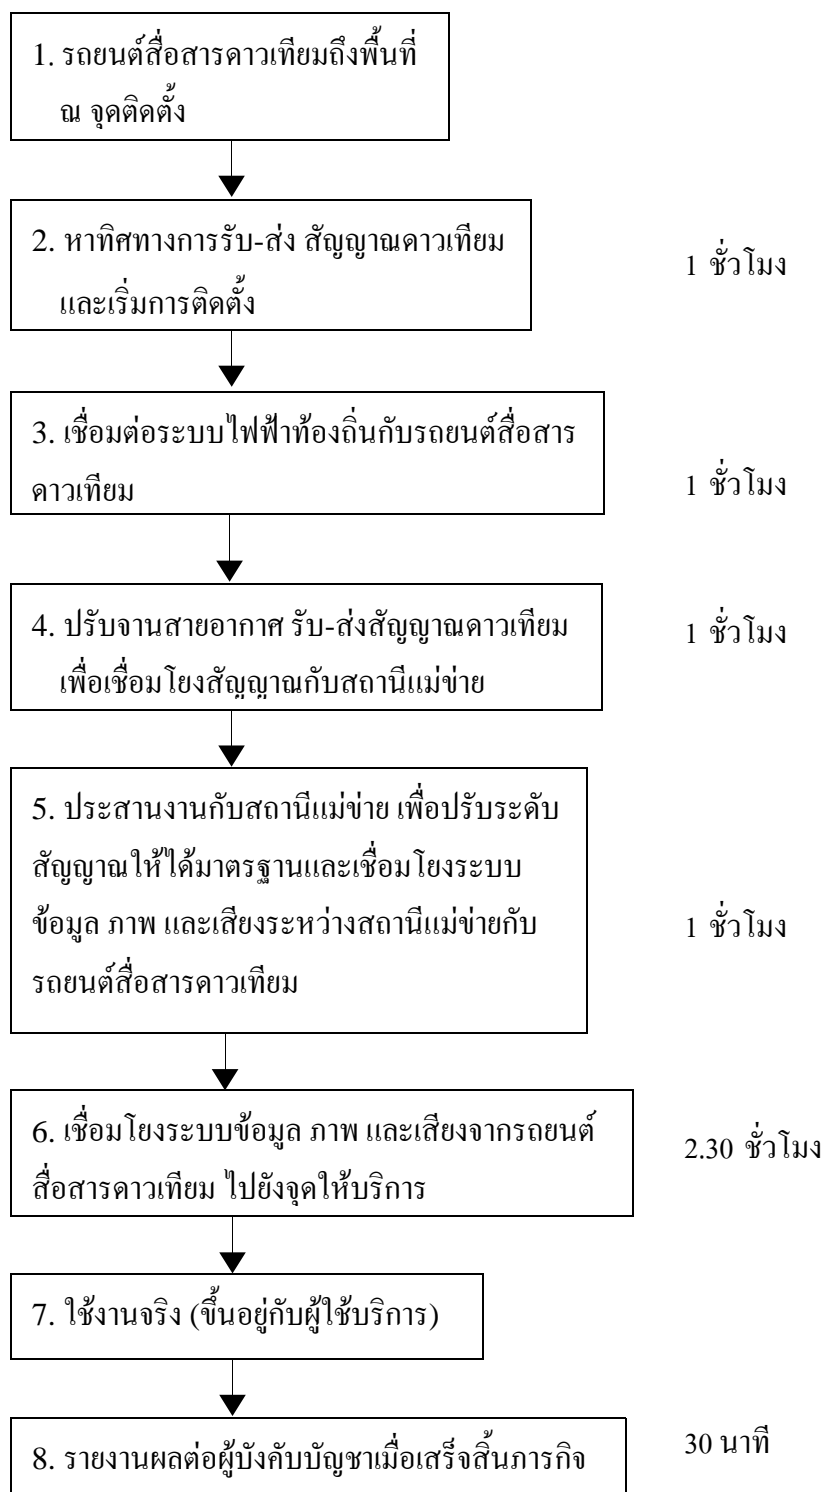 1. รถยนต์สื่อสารดาวเทียมถึงพื้นที่
ณ จุดติดตั้ง
2. หาทิศทางการรับ-ส่ง สัญญาณดาวเทียม
และเริ่มการติดตั้ง
1 ชั่วโมง
3. เชื่อมต่อระบบไฟฟ้าท้องถิ่นกับรถยนต์สื่อสาร
ดาวเทียม
1 ชั่วโมง
4. ปรับจานสายอากาศ รับ-ส่งสัญญาณดาวเทียม
เพื่อเชื่อมโยงสัญญาณกับสถานีแม่ข่าย
1 ชั่วโมง
5. ประสานงานกับสถานีแม่ข่าย เพื่อปรับระดับ
สัญญาณให้ได้มาตรฐานและเชื่อมโยงระบบ
ข้อมูล ภาพ และเสียงระหว่างสถานีแม่ข่ายกับ
รถยนต์สื่อสารดาวเทียม
1 ชั่วโมง
6. เชื่อมโยงระบบข้อมูล ภาพ และเสียงจากรถยนต์
สื่อสารดาวเทียม ไปยังจุดให้บริการ
2.30 ชั่วโมง
7. ใช้งานจริง (ขึ้นอยู่กับผู้ใช้บริการ)
8. รายงานผลต่อผู้บังคับบัญชาเมื่อเสร็จสิ้นภารกิจ
30 นาที